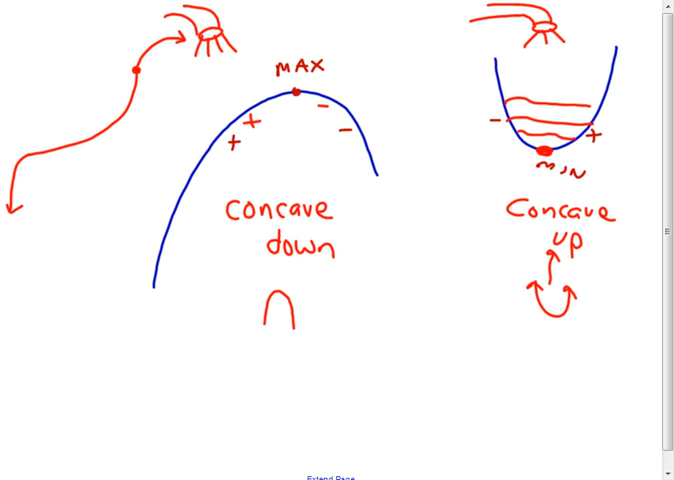 MAX
+ + - -
Concave
down
- +
MIN
Concave
up
Extend Page